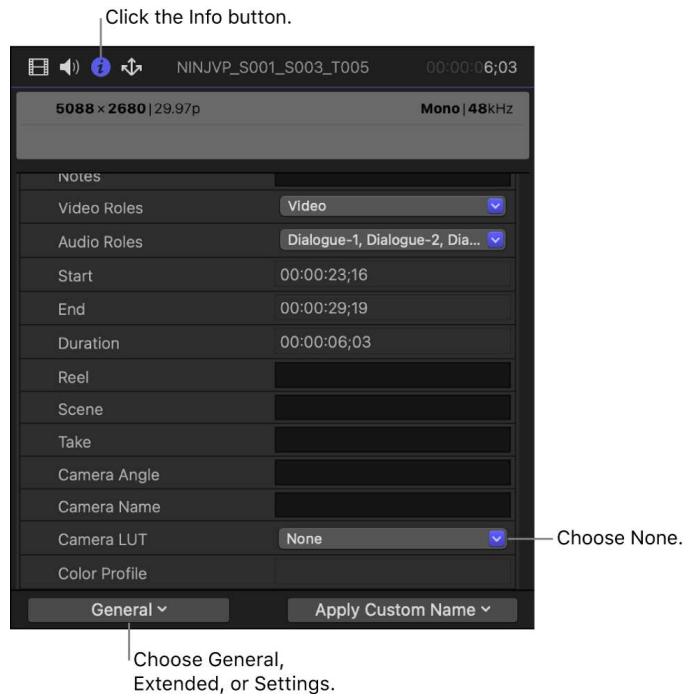 Click the Info button.
NINJVP_S001_S003_T005 00:00:06;03
5088 × 2680 | 29.97p Mono | 48kHz
Notes
Video Roles Video
Audio Roles Dialogue-1, Dialogue-2, Dia...
Start 00:00:23;16
End 00:00:29;19
Duration 00:00:06;03
Reel
Scene
Take
Camera Angle
Camera Name
Camera LUT None Choose None.
Color Profile
General Apply Custom Name
Choose General,
Extended, or Settings.